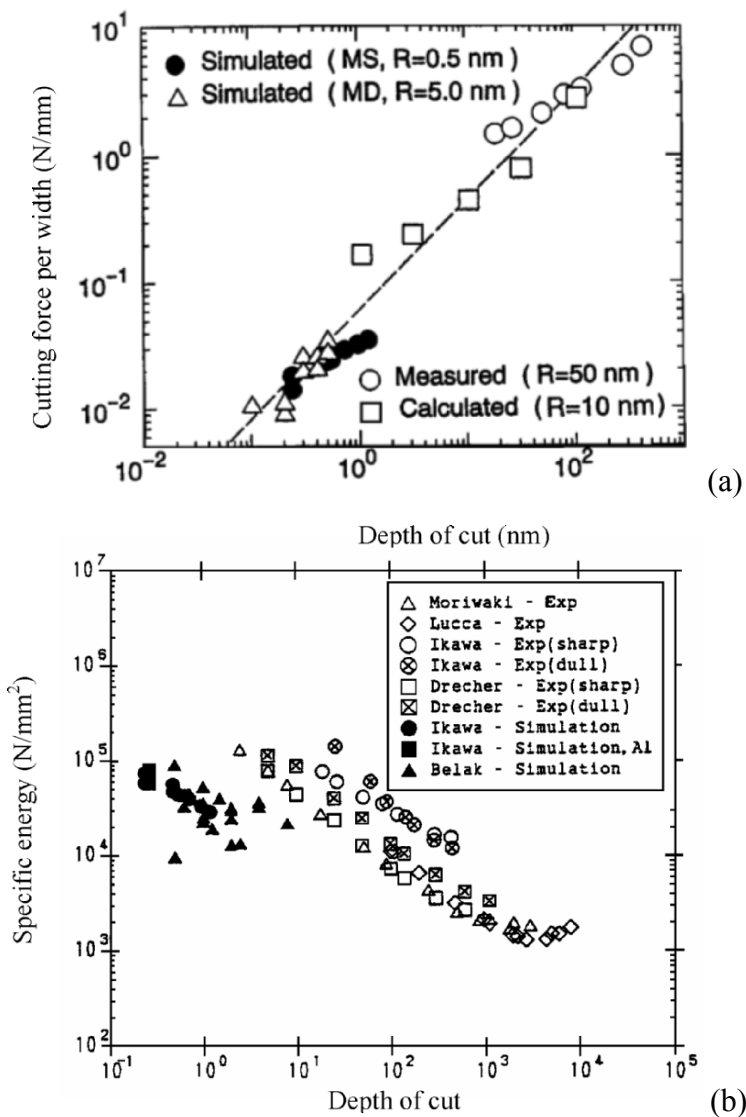 Cutting force per width (N/mm)
10^1
10^0
10^-1
10^-2
● Simulated (MS, R=0.5 nm)
△ Simulated (MD, R=5.0 nm)
○ Measured (R=50 nm)
□ Calculated (R=10 nm)
10^-2
10^0
10^2
(a)
Depth of cut (nm)
Specific energy (N/mm²)
10^7
10^6
10^5
10^4
10^3
10^2
Moriwaki - Exp
Lucca - Exp
Ikawa - Exp(sharp)
Ikawa - Exp(dull)
Drecher - Exp(sharp)
Drecher - Exp(dull)
Ikawa - Simulation
Ikawa - Simulation, Al
Belak - Simulation
10^-1
10^0
10^1
10^2
10^3
10^4
10^5
Depth of cut
(b)